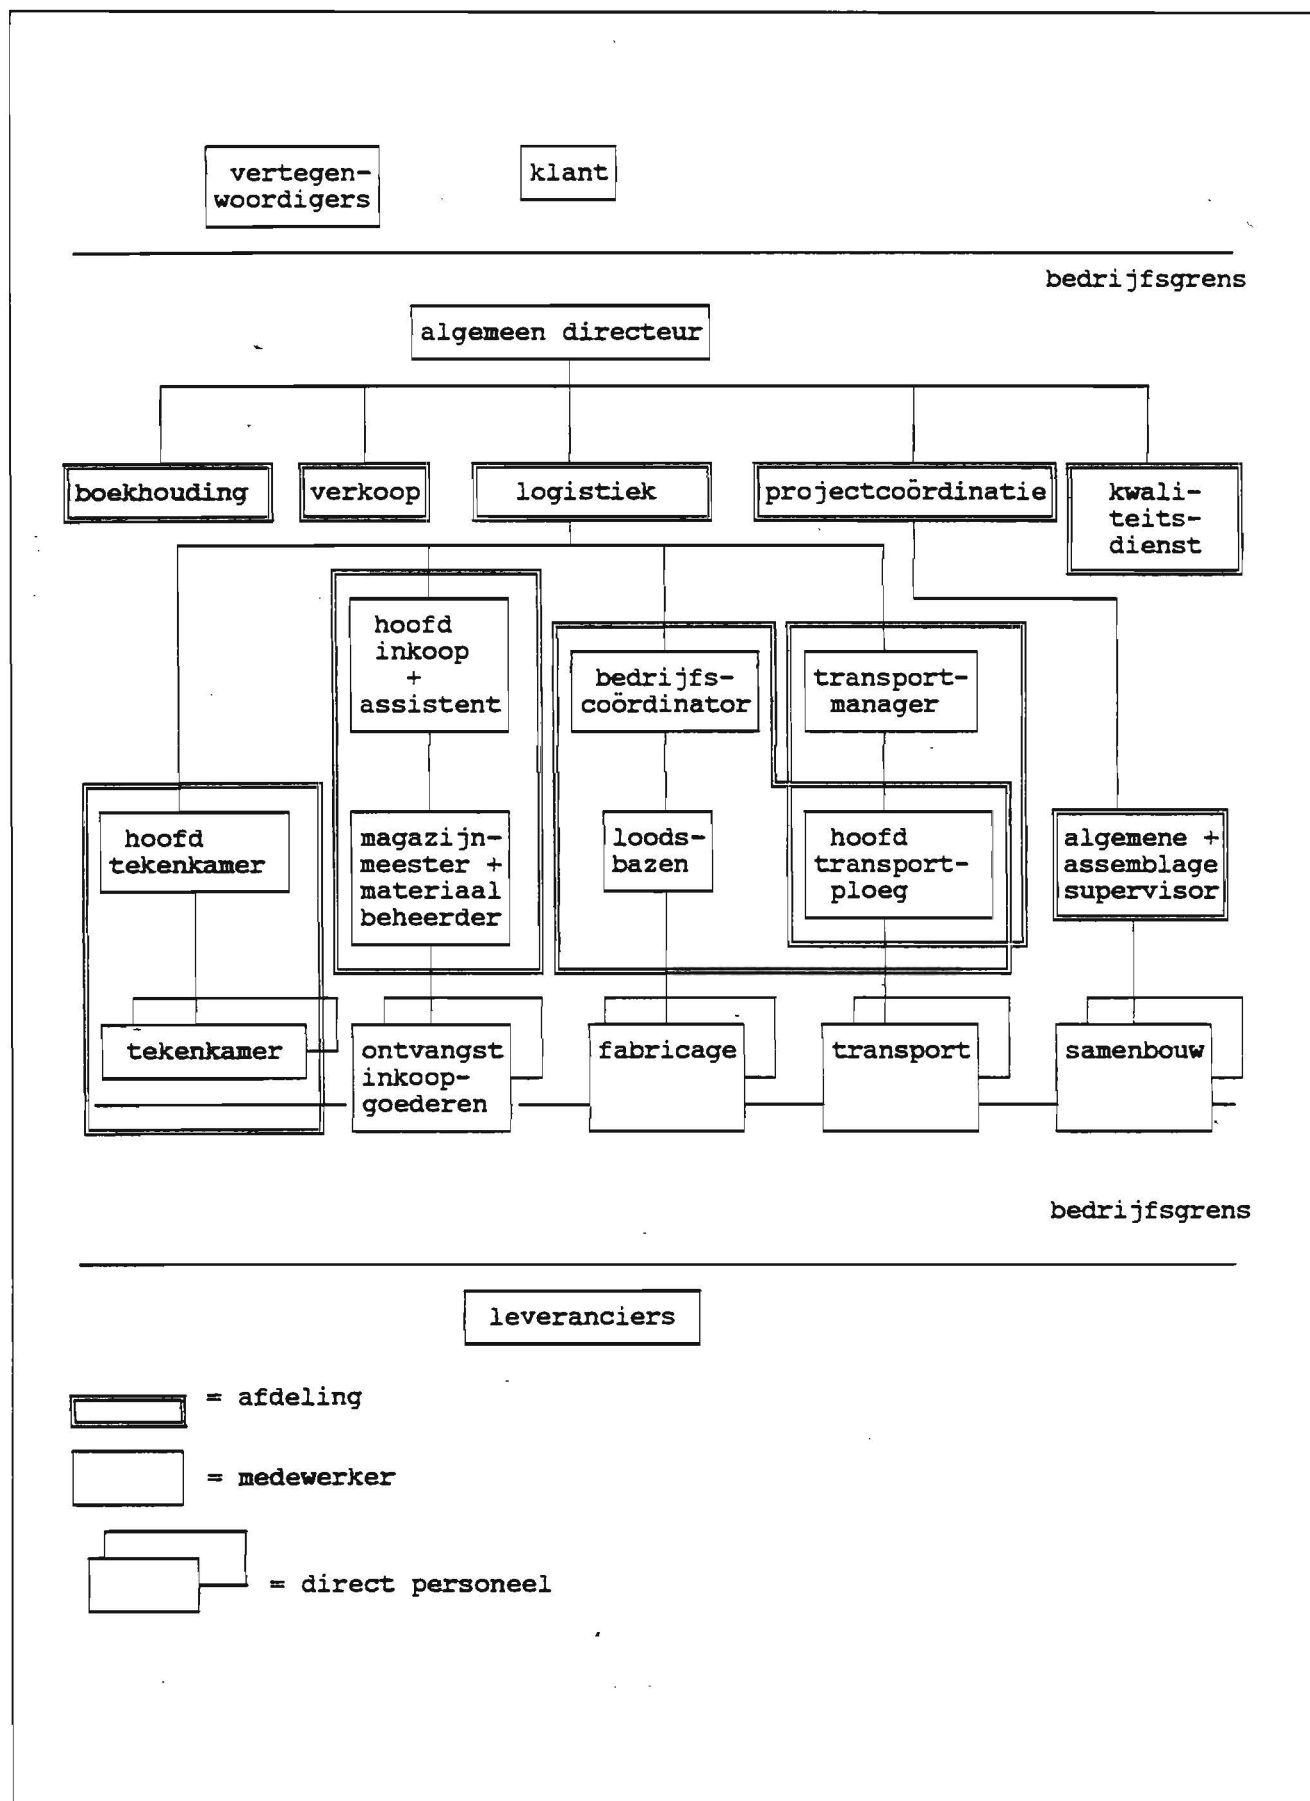 vertegen-
woordigers
klant
bedrijfsgrens
algemeen directeur
boekhouding
verkoop
logistiek
projectcoördinatie
kwali-
teits-
dienst
hoofd
inkoop
+
assistent
bedrijfs-
coördinator
transport-
manager
hoofd
tekenkamer
magazijn-
meester +
materiaal
beheerder
loods-
bazen
hoofd
transport-
ploeg
algemene +
assemblage
supervisor
tekenkamer
ontvangst
inkoop-
goederen
fabricage
transport
samenbouw
bedrijfsgrens
leveranciers
= afdeling
= medewerker
= direct personeel